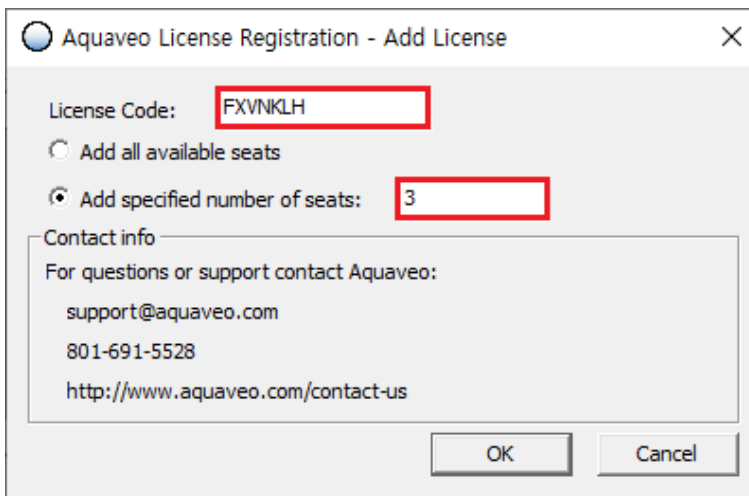 Aquaveo License Registration - Add License
License Code: FXVNKLH
Add all available seats
Add specified number of seats: 3
Contact info
For questions or support contact Aquaveo:
support@aquaveo.com
801-691-5528
http://www.aquaveo.com/contact-us
OK Cancel